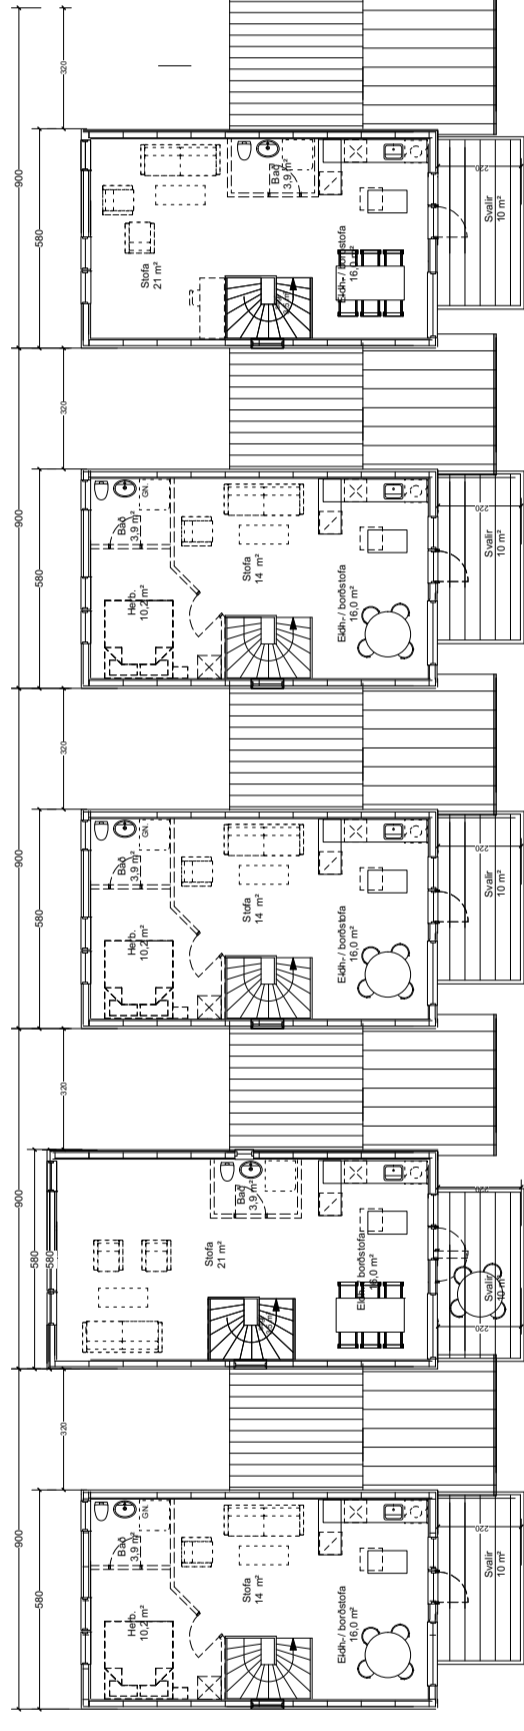 320
900
580
Bað
3,9 m²
Stofa
21 m²
Eldh-/ borðstofa
16,0 m²
220
Svalir
10 m²
320
900
580
GN.
Bað
3,9 m²
Herb.
10,2 m²
Stofa
14 m²
Eldh-/ borðstofa
16,0 m²
220
Svalir
10 m²
320
900
580
GN.
Bað
3,9 m²
Herb.
10,2 m²
Stofa
14 m²
Eldh-/ borðstofa
16,0 m²
220
Svalir
10 m²
320
900
580
580
Bað
3,9 m²
Stofa
21 m²
Eldh-/ borðstofa
16,0 m²
220
220
Svalir
10 m²
320
900
580
GN.
Bað
3,9 m²
Herb.
10,2 m²
Stofa
14 m²
Eldh-/ borðstofa
16,0 m²
220
Svalir
10 m²